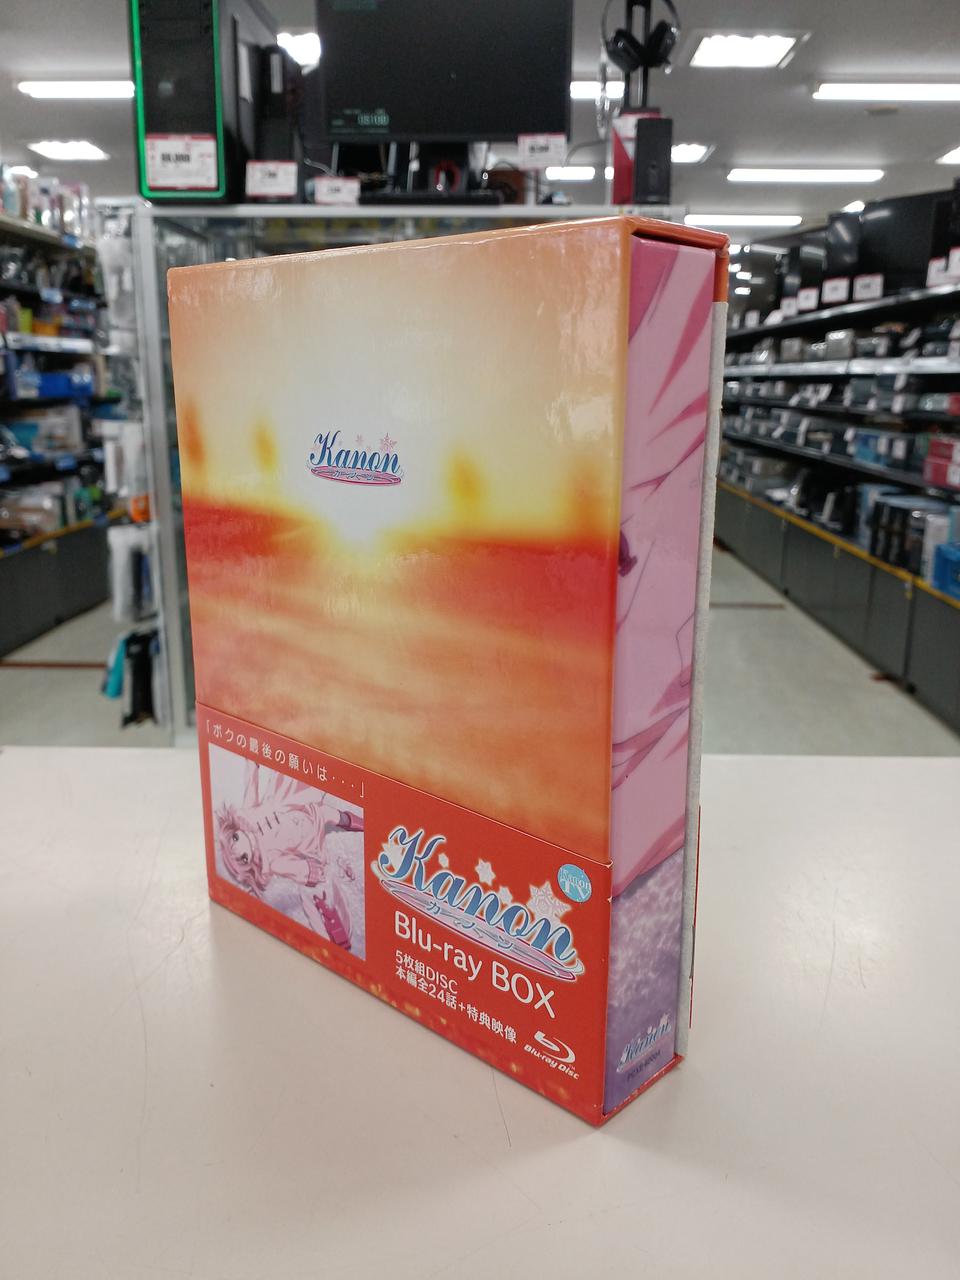 Kanon
カノン
「ボクの最後の願いは・・・」
Kanon
カノン
Blu-ray BOX
5枚組DISC
本編全24話+特典映像
Blu-ray Disc
Kanon